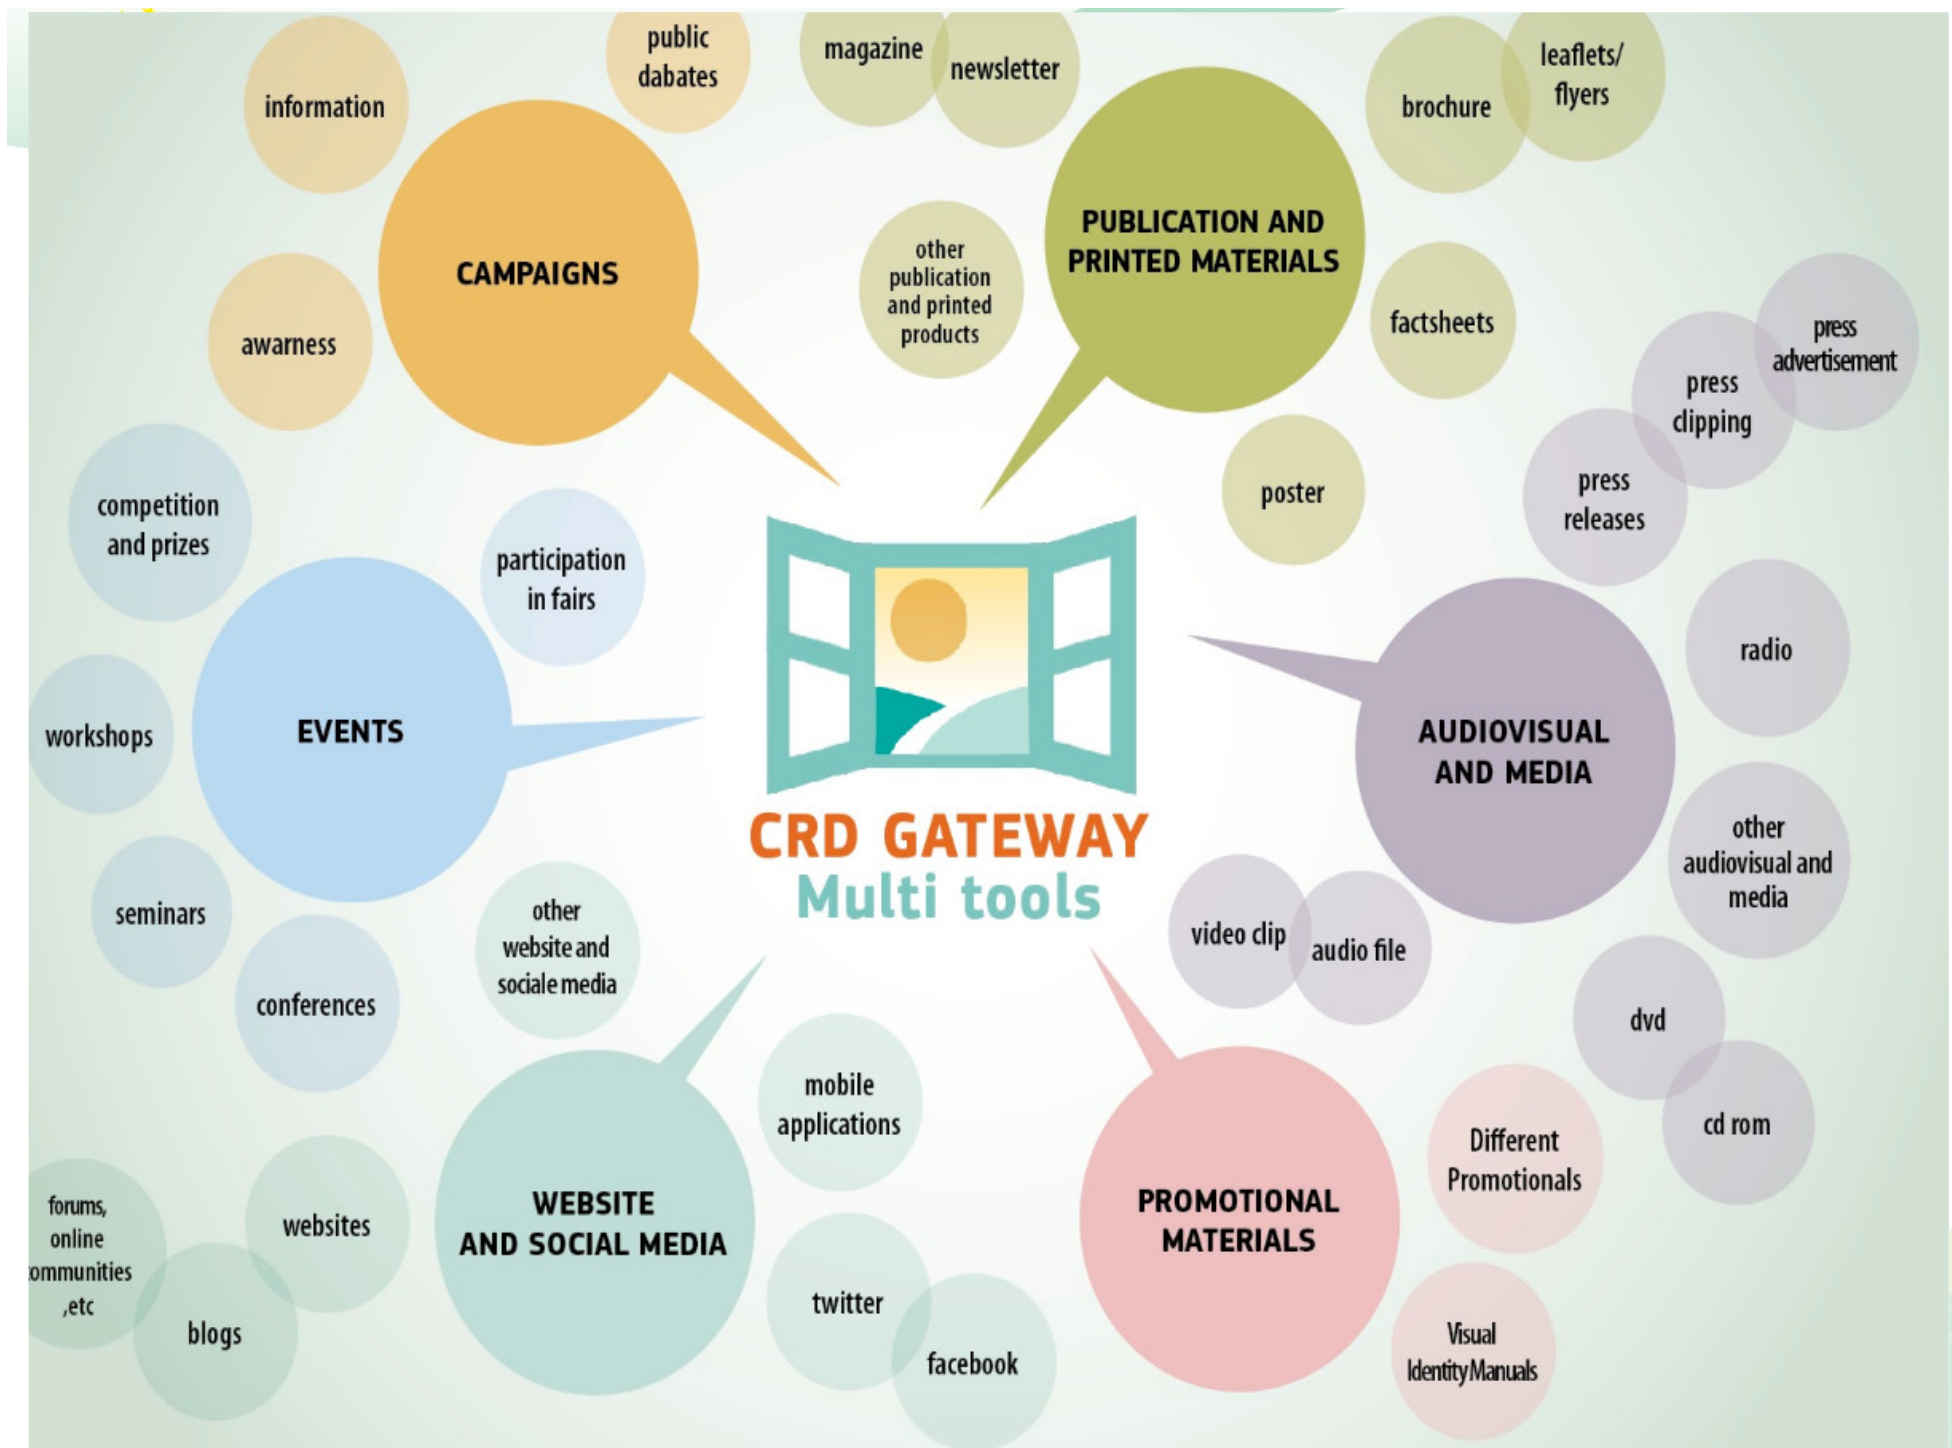 public
dabates
magazine
newsletter
leaflets/
flyers
brochure
information
CAMPAIGNS
awarness
PUBLICATION AND
PRINTED MATERIALS
other
publication
and printed
products
factsheets
poster
press
advertisement
press
clipping
press
releases
competition
and prizes
participation
in fairs
EVENTS
workshops
seminars
conferences
radio
AUDIOVISUAL
AND MEDIA
other
audiovisual and
media
video clip
audio file
dvd
cd rom
CRD GATEWAY
Multi tools
other
website and
sociale media
mobile
applications
WEBSITE
AND SOCIAL MEDIA
websites
forums,
online
communities
,etc
blogs
twitter
facebook
PROMOTIONAL
MATERIALS
Different
Promotionals
Visual
Identity Manuals